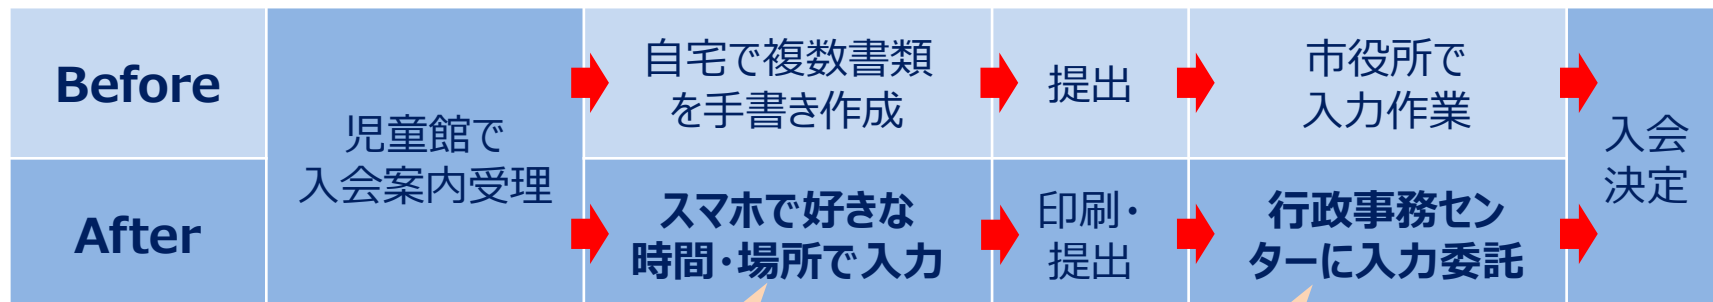 Before
児童館で
入会案内受理
自宅で複数書類
を手書き作成
提出
市役所で
入力作業
入会
決定
After
スマホで好きな
時間・場所で入力
印刷・
提出
行政事務セン
ターに入力委託